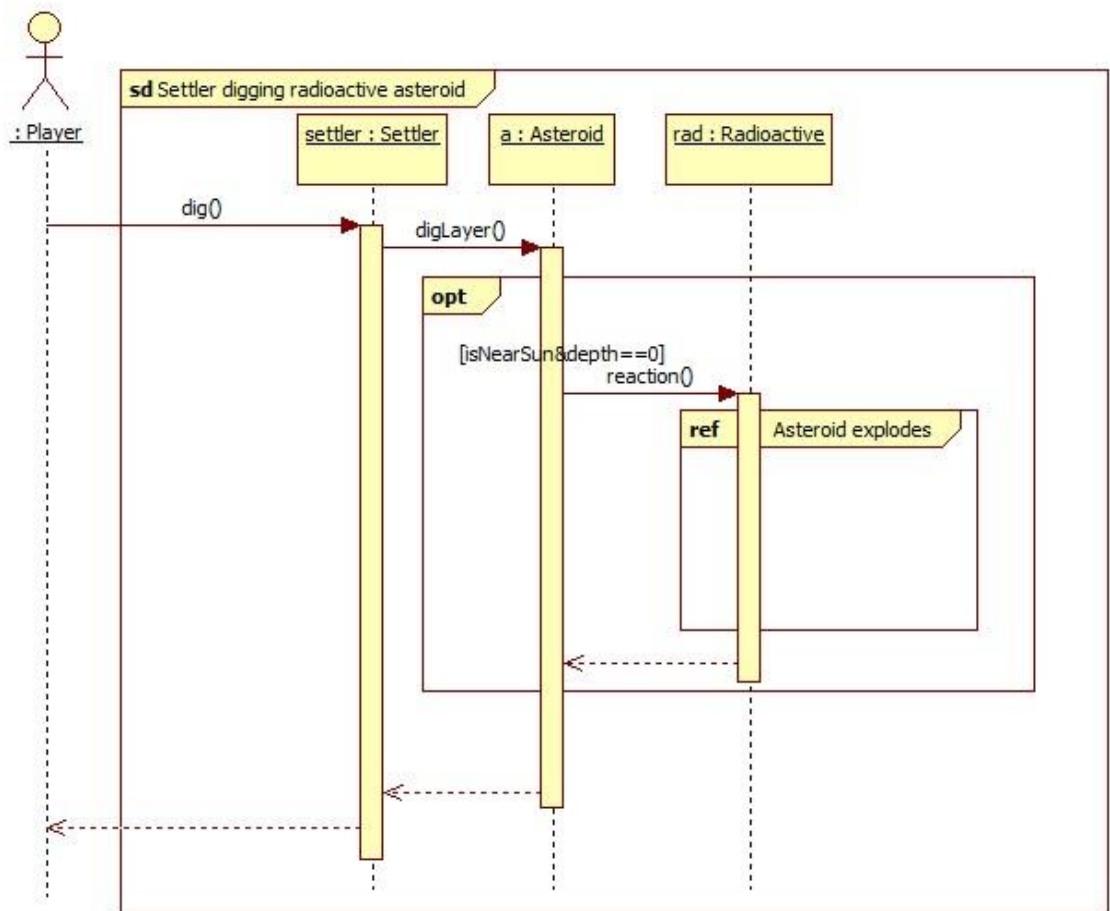 sd Settler digging radioactive asteroid
: Player
settler : Settler
a : Asteroid
rad : Radioactive
dig()
digLayer()
opt
[isNearSun&depth==0]
reaction()
ref Asteroid explodes